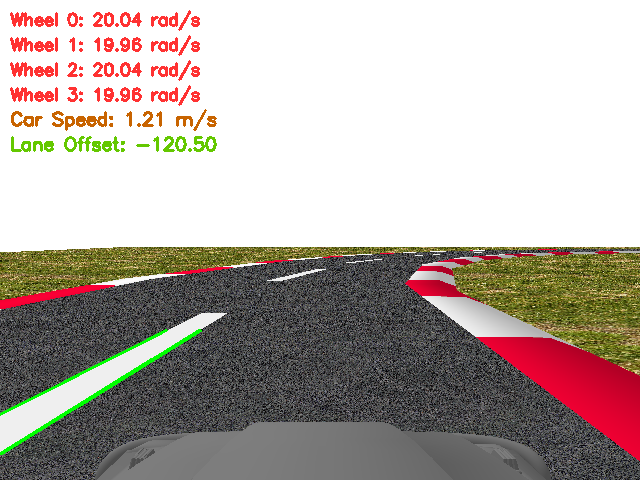 Wheel 0: 20.04 rad/s
Wheel 1: 19.96 rad/s
Wheel 2: 20.04 rad/s
Wheel 3: 19.96 rad/s
Car Speed: 1.21 m/s
Lane Offset: -120.50